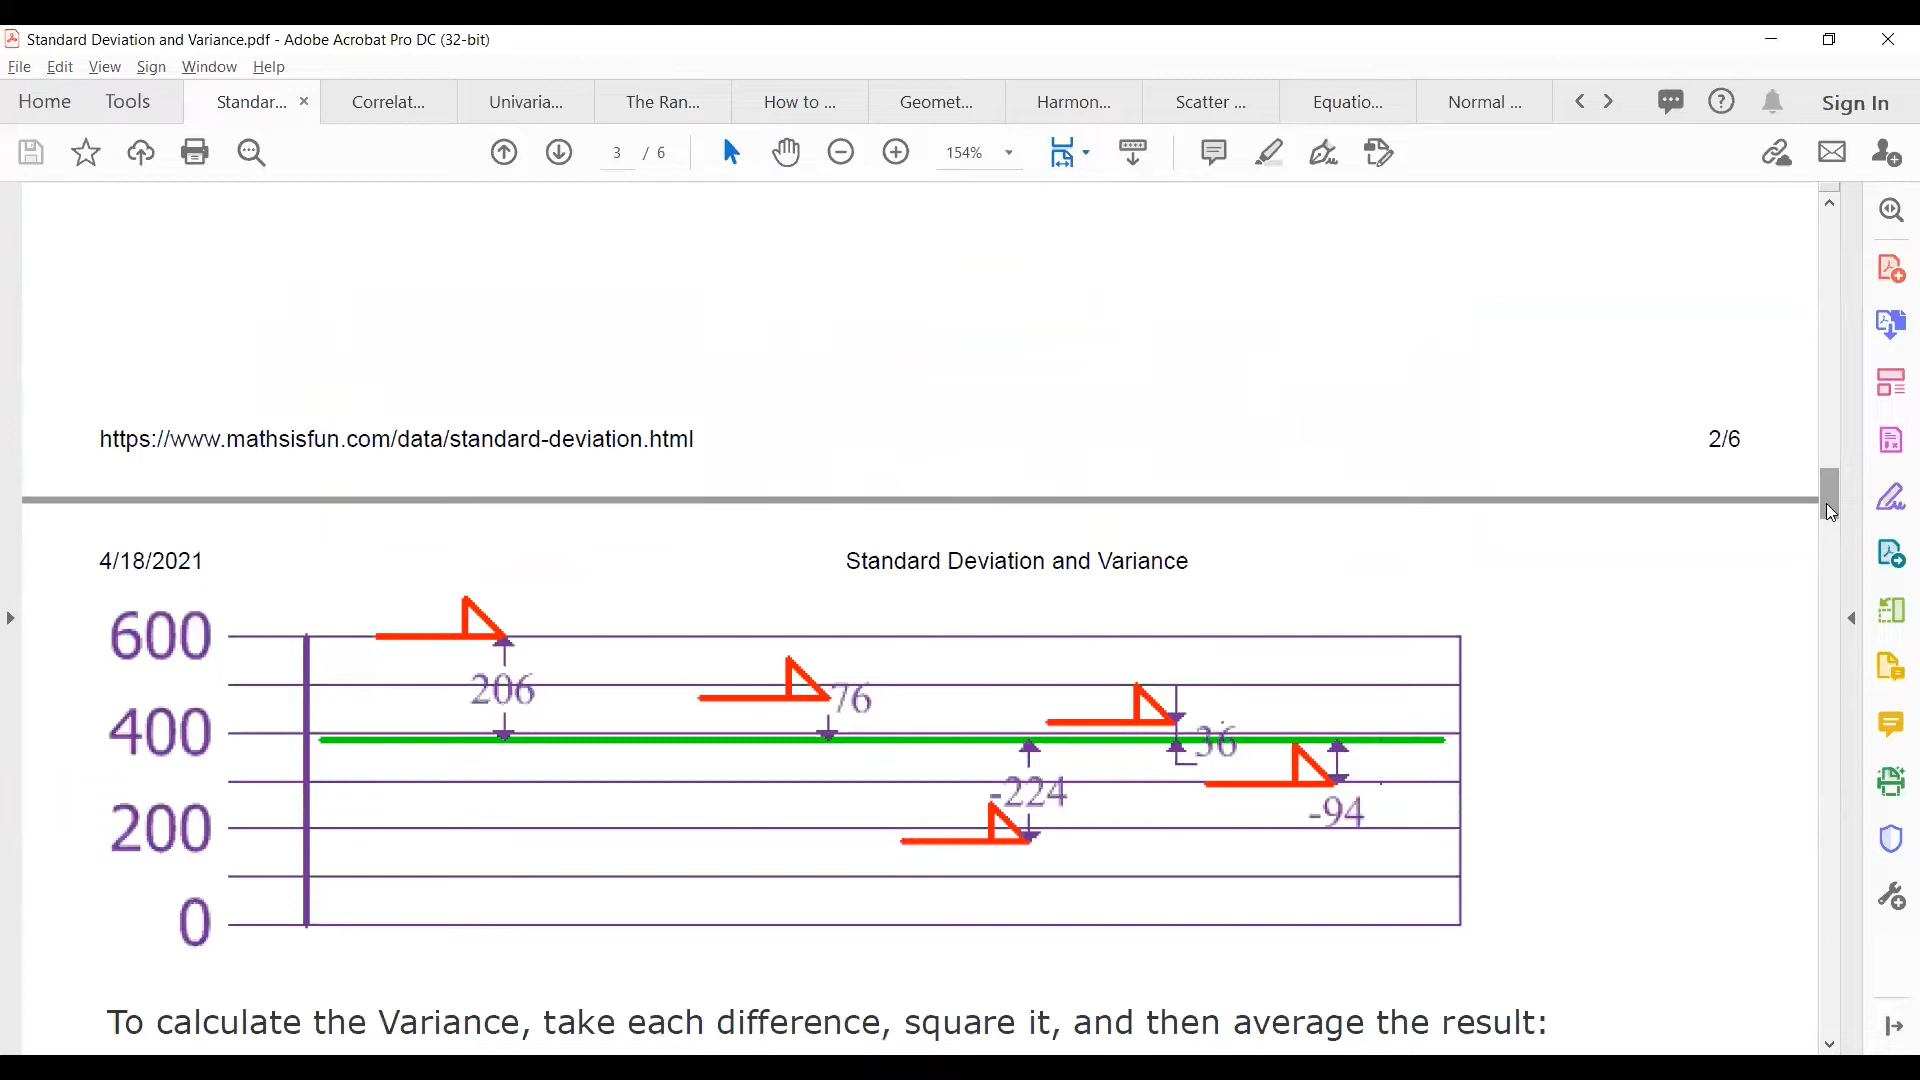 Standard Deviation and Variance.pdf - Adobe Acrobat Pro DC (32-bit)
File Edit View Sign Window Help
Home Tools Standar... × Correlat... Univaria... The Ran... How to ... Geomet... Harmon... Scatter ... Equatio... Normal ... Sign In
3 / 6 154%
https://www.mathsisfun.com/data/standard-deviation.html 2/6
4/18/2021 Standard Deviation and Variance
600
206
76
400
36
-224
-94
200
0
To calculate the Variance, take each difference, square it, and then average the result: